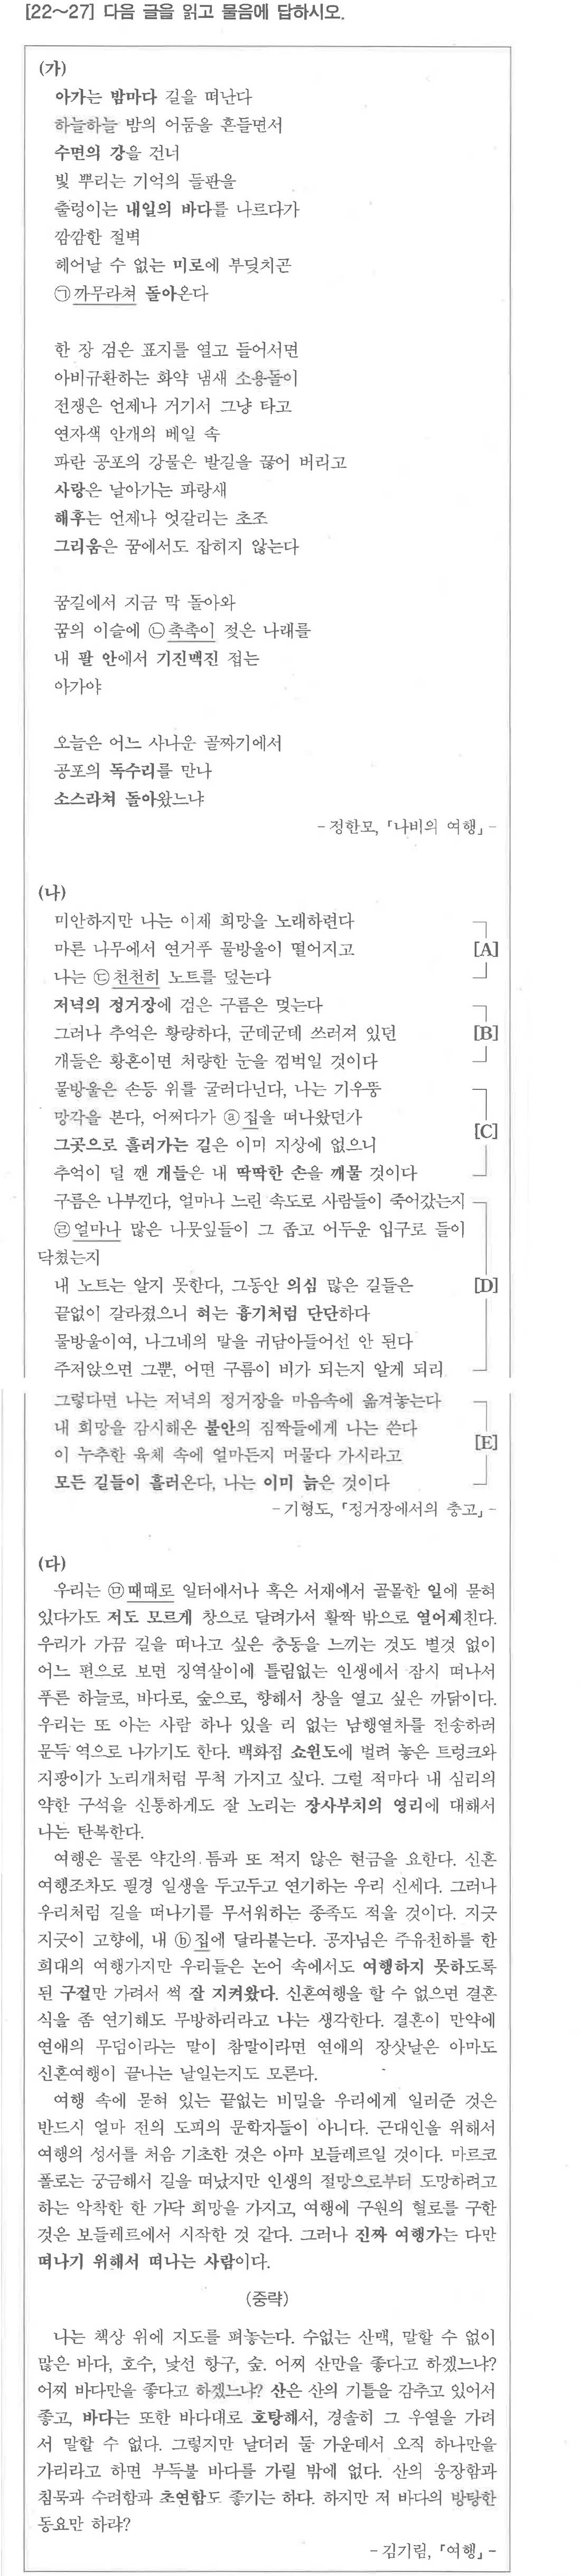 [22～27] 다음 글을 읽고 물음에 답하시오.
(가)
아가는 밤마다 길을 떠난다
하늘하늘 밤의 어둠을 흔들면서
수면의 강을 건너
빛 뿌리는 기억의 들판을
출렁이는 내일의 바다를 나르다가
깜깜한 절벽
헤어날 수 없는 미로에 부딪치곤
㉠까무라쳐 돌아온다
한 장 검은 표지를 열고 들어서면
아비규환하는 화약 냄새 소용돌이
전쟁은 언제나 거기서 그냥 타고
연자색 안개의 베일 속
파란 공포의 강물은 발길을 끊어 버리고
사랑은 날아가는 파랑새
해후는 언제나 엇갈리는 초조
그리움은 꿈에서도 잡히지 않는다
꿈길에서 지금 막 돌아와
꿈의 이슬에 ㉡촉촉이 젖은 나래를
내 팔 안에서 기진맥진 접는
아가야
오늘은 어느 사나운 골짜기에서
공포의 독수리를 만나
소스라쳐 돌아왔느냐
- 정한모, 「나비의 여행」 -
(나)
미안하지만 나는 이제 희망을 노래하련다
마른 나무에서 연거푸 물방울이 떨어지고 [A]
나는 ㉢천천히 노트를 덮는다
저녁의 정거장에 검은 구름은 멎는다
그러나 추억은 황량하다, 군데군데 쓰러져 있던 [B]
개들은 황혼이면 처량한 눈을 껌벅일 것이다
물방울은 손등 위를 굴러다닌다, 나는 기우뚱
망각을 본다, 어쩌다가 ⓐ집을 떠나왔던가
그곳으로 흘러가는 길은 이미 지상에 없으니 [C]
추억이 덜 깬 개들은 내 딱딱한 손을 깨물 것이다
구름은 나부낀다, 얼마나 느린 속도로 사람들이 죽어갔는지
㉣얼마나 많은 나뭇잎들이 그 좁고 어두운 입구로 들이
닥쳤는지
내 노트는 알지 못한다, 그동안 의심 많은 길들은 [D]
끝없이 갈라졌으니 혀는 흉기처럼 단단하다
물방울이여, 나그네의 말을 귀담아들어선 안 된다
주저앉으면 그뿐, 어떤 구름이 비가 되는지 알게 되리
그렇다면 나는 저녁의 정거장을 마음속에 옮겨놓는다
내 희망을 감시해온 불안의 짐짝들에게 나는 쓴다
이 누추한 육체 속에 얼마든지 머물다 가시라고 [E]
모든 길들이 흘러온다, 나는 이미 늙은 것이다
- 기형도, 「정거장에서의 충고」 -
(다)
우리는 ㉤때때로 일터에서나 혹은 서재에서 골몰한 일에 묻혀
있다가도 저도 모르게 창으로 달려가서 활짝 밖으로 열어제친다.
우리가 가끔 길을 떠나고 싶은 충동을 느끼는 것도 별것 없이
어느 편으로 보면 징역살이에 틀림없는 인생에서 잠시 떠나서
푸른 하늘로, 바다로, 숲으로, 향해서 창을 열고 싶은 까닭이다.
우리는 또 아는 사람 하나 있을 리 없는 남행열차를 전송하러
문득 역으로 나가기도 한다. 백화점 쇼윈도에 벌려 놓은 트렁크와
지팡이가 노리개처럼 무척 가지고 싶다. 그럴 적마다 내 심리의
약한 구석을 신통하게도 잘 노리는 장사부치의 영리에 대해서
나는 탄복한다.
여행은 물론 약간의 틈과 또 적지 않은 현금을 요한다. 신혼
여행조차도 필경 일생을 두고두고 연기하는 우리 신세다. 그러나
우리처럼 길을 떠나기를 무서워하는 종족도 적을 것이다. 지긋
지긋이 고향에, 내 ⓑ집에 달라붙는다. 공자님은 주유천하를 한
희대의 여행가지만 우리들은 논어 속에서도 여행하지 못하도록
된 구절만 가려서 썩 잘 지켜왔다. 신혼여행을 할 수 없으면 결혼
식을 좀 연기해도 무방하리라고 나는 생각한다. 결혼이 만약에
연애의 무덤이라는 말이 참말이라면 연애의 장삿날은 아마도
신혼여행이 끝나는 날일는지도 모른다.
여행 속에 묻혀 있는 끝없는 비밀을 우리에게 일러준 것은
반드시 얼마 전의 도피의 문학자들이 아니다. 근대인을 위해서
여행의 성서를 처음 기초한 것은 아마 보들레르일 것이다. 마르코
폴로는 궁금해서 길을 떠났지만 인생의 절망으로부터 도망하려고
하는 악착한 한 가닥 희망을 가지고, 여행에 구원의 혈로를 구한
것은 보들레르에서 시작한 것 같다. 그러나 진짜 여행가는 다만
떠나기 위해서 떠나는 사람이다.
(중략)
나는 책상 위에 지도를 펴놓는다. 수없는 산맥, 말할 수 없이
많은 바다, 호수, 낯선 항구, 숲. 어찌 산만을 좋다고 하겠느냐?
어찌 바다만을 좋다고 하겠느냐? 산은 산의 기틀을 감추고 있어서
좋고, 바다는 또한 바다대로 호탕해서, 경솔히 그 우열을 가려
서 말할 수 없다. 그렇지만 날더러 둘 가운데서 오직 하나만을
가리라고 하면 부득불 바다를 가릴 밖에 없다. 산의 웅장함과
침묵과 수려함과 초연함도 좋기는 하다. 하지만 저 바다의 방탕한
동요만 하랴?
- 김기림, 「여행」 -